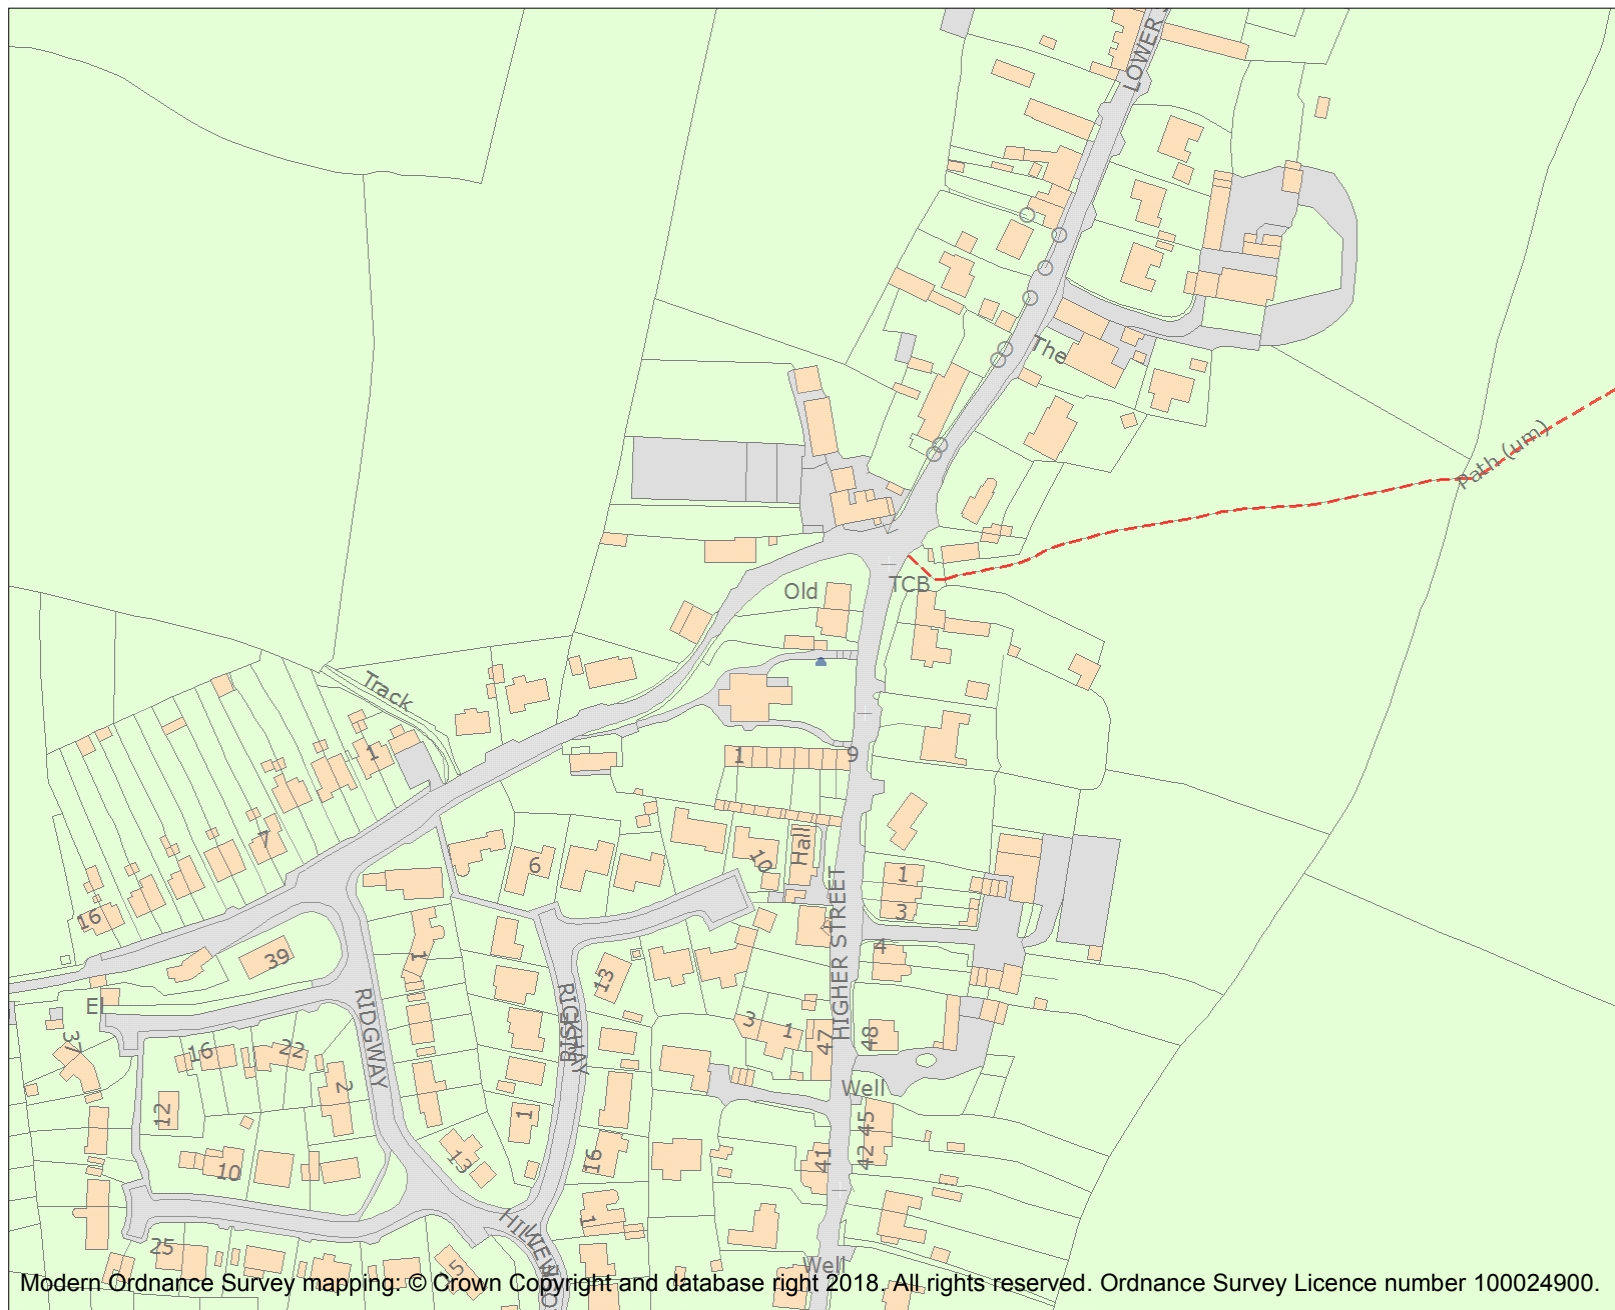 LOWER
The
Path (um)
Old
TCB
Track
1
1
9
7
Hall
10
6
1
16
3
HIGHER STREET
4
39
1
13
El
RIDGWAY
3
1
47
48
37
16
22
2
Well
12
1
45
42
13
16
41
10
1
25
Well
5
Modern Ordnance Survey mapping: © Crown Copyright and database right 2018. All rights reserved. Ordnance Survey Licence number 100024900.